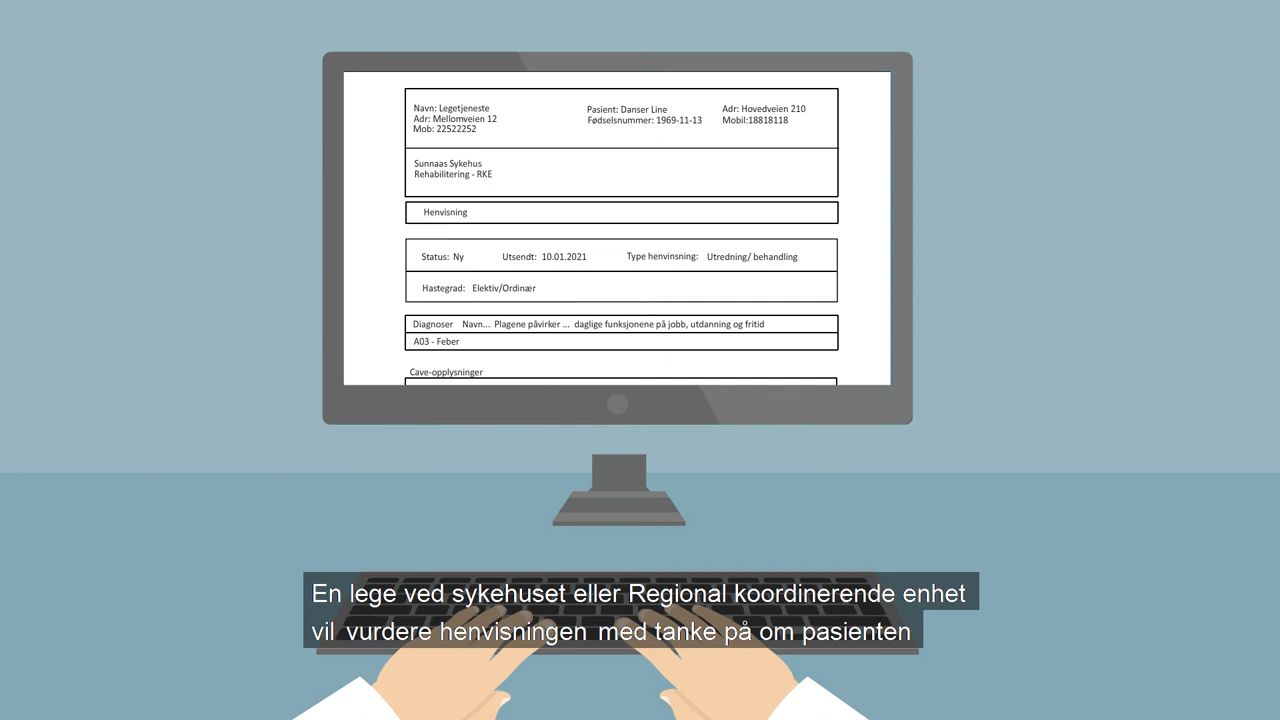 Navn: Legetjeneste
Adr: Mellomveien 12
Mob: 22522252
Pasient: Danser Line
Fødselsnummer: 1969-11-13
Adr: Hovedveien 210
Mobil:18818118
Sunnaas Sykehus
Rehabilitering - RKE
Henvisning
Status: Ny Utsendt: 10.01.2021 Type henvinsning: Utredning/ behandling
Hastegrad: Elektiv/Ordinær
Diagnoser Navn... Plagene påvirker ... daglige funksjonene på jobb, utdanning og fritid
A03 - Feber
Cave-opplysninger
En lege ved sykehuset eller Regional koordinerende enhet
vil vurdere henvisningen med tanke på om pasienten